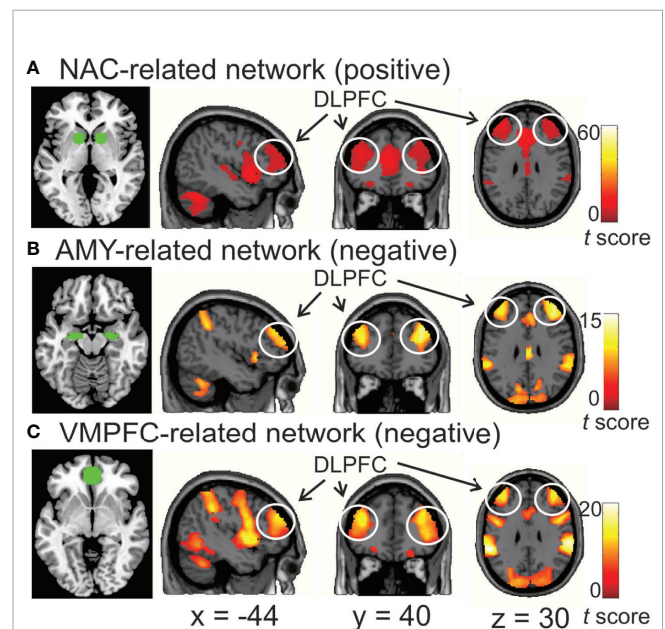 A NAC-related network (positive)
DLPFC
60
0
t score
B AMY-related network (negative)
DLPFC
15
0
t score
C VMPFC-related network (negative)
DLPFC
20
0
t score
x = -44 y = 40 z = 30